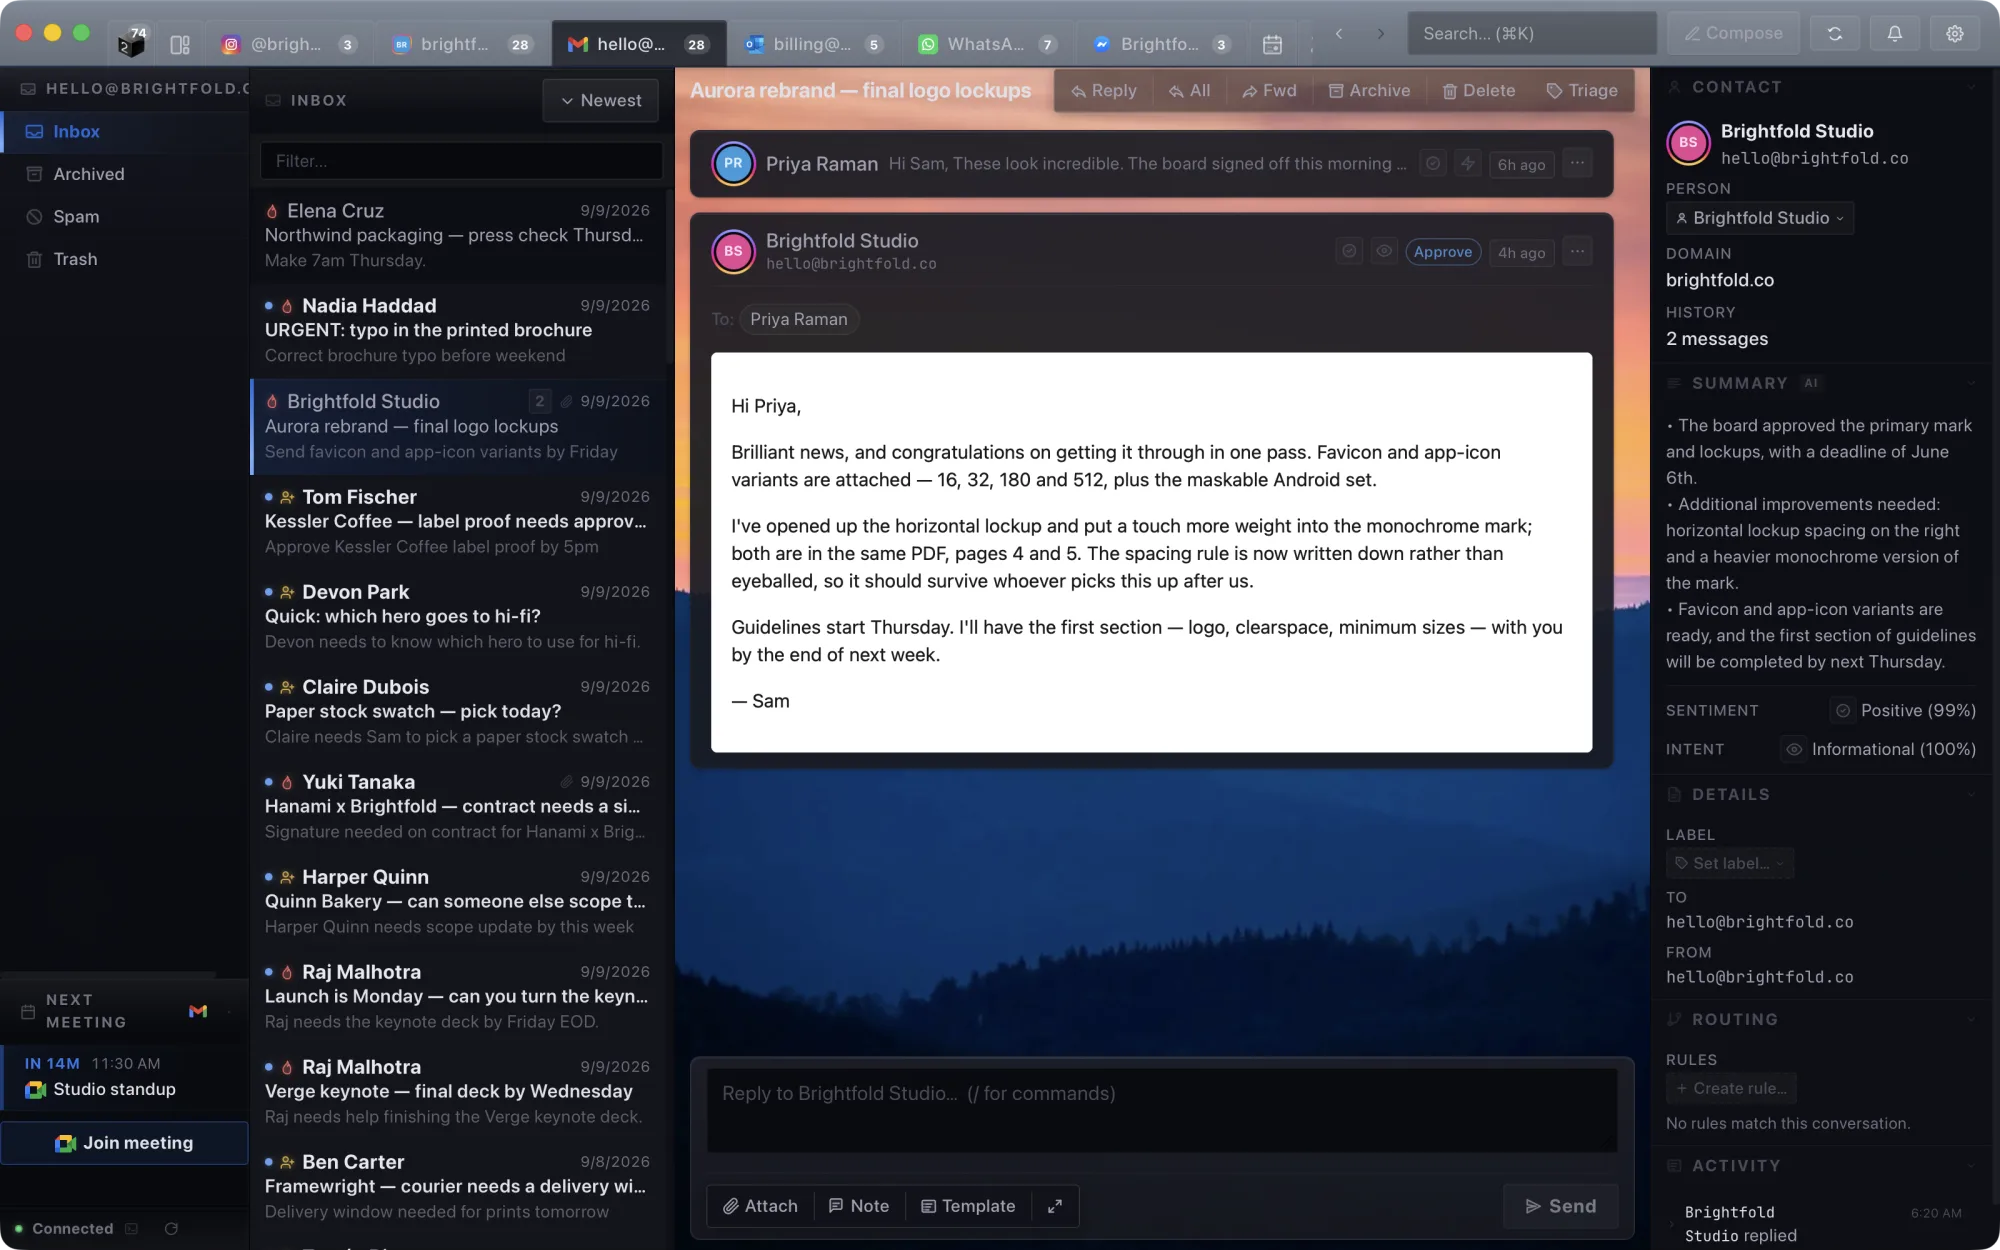 74
@brigh... 3
BR brightf... 28
hello@... 28
billing@... 5
WhatsA... 7
Brightfo... 3
Search... (⌘K)
Compose
HELLO@BRIGHTFOLD.C
Inbox
Archived
Spam
Trash
NEXT MEETING
IN 14M 11:30 AM
Studio standup
Join meeting
Connected
INBOX
Newest
Filter...
Elena Cruz 9/9/2026
Northwind packaging — press check Thursd...
Make 7am Thursday.
Nadia Haddad 9/9/2026
URGENT: typo in the printed brochure
Correct brochure typo before weekend
Brightfold Studio 2 9/9/2026
Aurora rebrand — final logo lockups
Send favicon and app-icon variants by Friday
Tom Fischer 9/9/2026
Kessler Coffee — label proof needs approv...
Approve Kessler Coffee label proof by 5pm
Devon Park 9/9/2026
Quick: which hero goes to hi-fi?
Devon needs to know which hero to use for hi-fi.
Claire Dubois 9/9/2026
Paper stock swatch — pick today?
Claire needs Sam to pick a paper stock swatch ...
Yuki Tanaka 9/9/2026
Hanami x Brightfold — contract needs a si...
Signature needed on contract for Hanami x Brig...
Harper Quinn 9/9/2026
Quinn Bakery — can someone else scope t...
Harper Quinn needs scope update by this week
Raj Malhotra 9/9/2026
Launch is Monday — can you turn the keyn...
Raj needs the keynote deck by Friday EOD.
Raj Malhotra 9/9/2026
Verge keynote — final deck by Wednesday
Raj needs help finishing the Verge keynote deck.
Ben Carter 9/8/2026
Framewright — courier needs a delivery wi...
Delivery window needed for prints tomorrow
Aurora rebrand — final logo lockups
Reply All Fwd Archive Delete Triage
PR Priya Raman Hi Sam, These look incredible. The board signed off this morning ... 6h ago
BS Brightfold Studio
hello@brightfold.co
Approve 4h ago
To: Priya Raman
Hi Priya,
Brilliant news, and congratulations on getting it through in one pass. Favicon and app-icon
variants are attached — 16, 32, 180 and 512, plus the maskable Android set.
I've opened up the horizontal lockup and put a touch more weight into the monochrome mark;
both are in the same PDF, pages 4 and 5. The spacing rule is now written down rather than
eyeballed, so it should survive whoever picks this up after us.
Guidelines start Thursday. I'll have the first section — logo, clearspace, minimum sizes — with you
by the end of next week.
— Sam
Reply to Brightfold Studio... (/ for commands)
Attach Note Template
Send
CONTACT
BS Brightfold Studio
hello@brightfold.co
PERSON
Brightfold Studio
DOMAIN
brightfold.co
HISTORY
2 messages
SUMMARY AI
• The board approved the primary mark
and lockups, with a deadline of June
6th.
• Additional improvements needed:
horizontal lockup spacing on the right
and a heavier monochrome version of
the mark.
• Favicon and app-icon variants are
ready, and the first section of guidelines
will be completed by next Thursday.
SENTIMENT Positive (99%)
INTENT Informational (100%)
DETAILS
LABEL
Set label...
TO
hello@brightfold.co
FROM
hello@brightfold.co
ROUTING
RULES
+ Create rule...
No rules match this conversation.
ACTIVITY
Brightfold 6:20 AM
Studio replied